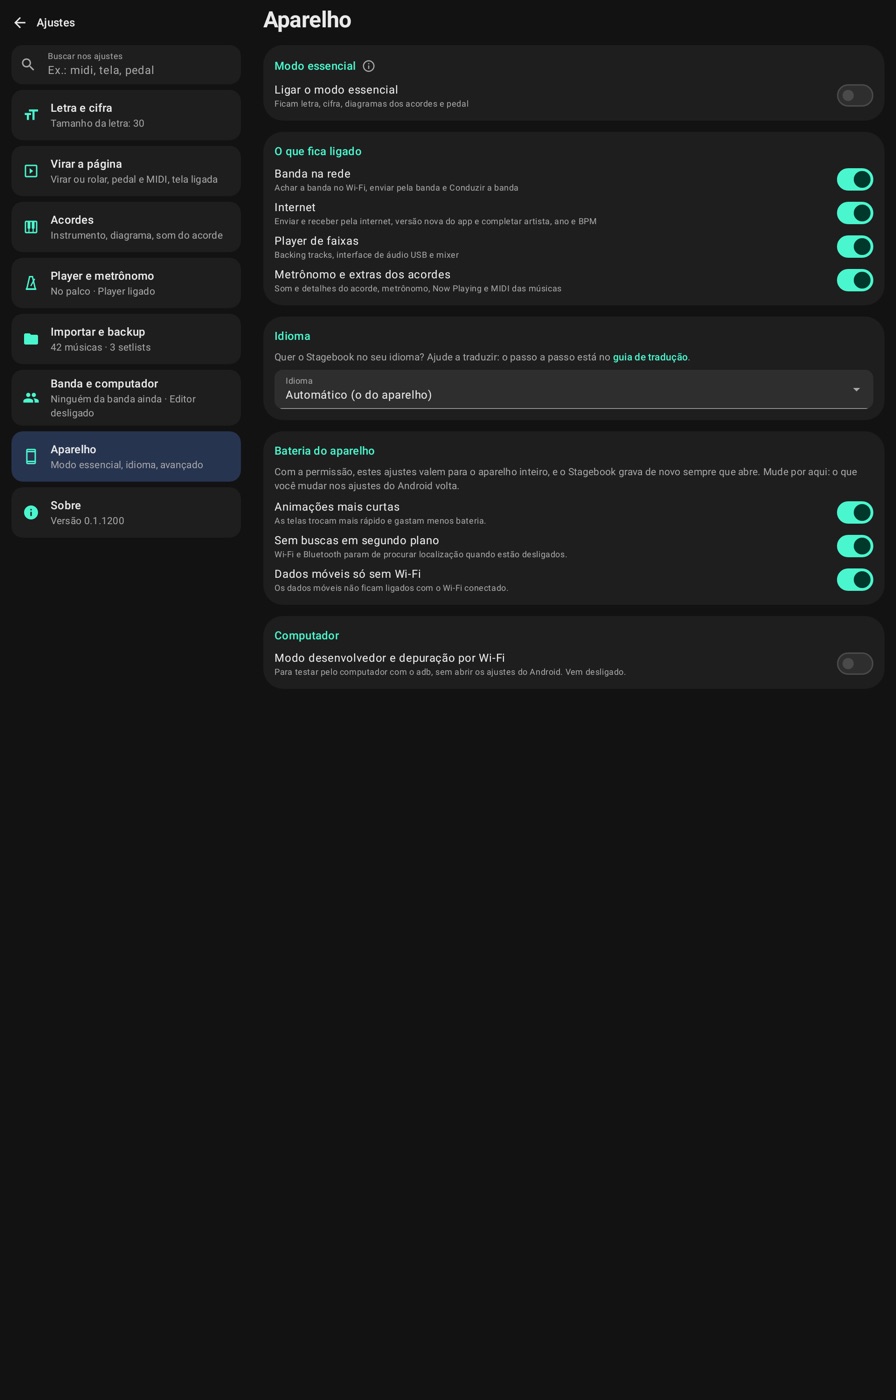 Ajustes
Buscar nos ajustes
Ex.: midi, tela, pedal
Letra e cifra
Tamanho da letra: 30
Virar a página
Virar ou rolar, pedal e MIDI, tela ligada
Acordes
Instrumento, diagrama, som do acorde
Player e metrônomo
No palco · Player ligado
Importar e backup
42 músicas · 3 setlists
Banda e computador
Ninguém da banda ainda · Editor
desligado
Aparelho
Modo essencial, idioma, avançado
Sobre
Versão 0.1.1200
Aparelho
Modo essencial
Ligar o modo essencial
Ficam letra, cifra, diagramas dos acordes e pedal
O que fica ligado
Banda na rede
Achar a banda no Wi-Fi, enviar pela banda e Conduzir a banda
Internet
Enviar e receber pela internet, versão nova do app e completar artista, ano e BPM
Player de faixas
Backing tracks, interface de áudio USB e mixer
Metrônomo e extras dos acordes
Som e detalhes do acorde, metrônomo, Now Playing e MIDI das músicas
Idioma
Quer o Stagebook no seu idioma? Ajude a traduzir: o passo a passo está no guia de tradução.
Idioma
Automático (o do aparelho)
Bateria do aparelho
Com a permissão, estes ajustes valem para o aparelho inteiro, e o Stagebook grava de novo sempre que abre. Mude por aqui: o que
você mudar nos ajustes do Android volta.
Animações mais curtas
As telas trocam mais rápido e gastam menos bateria.
Sem buscas em segundo plano
Wi-Fi e Bluetooth param de procurar localização quando estão desligados.
Dados móveis só sem Wi-Fi
Os dados móveis não ficam ligados com o Wi-Fi conectado.
Computador
Modo desenvolvedor e depuração por Wi-Fi
Para testar pelo computador com o adb, sem abrir os ajustes do Android. Vem desligado.